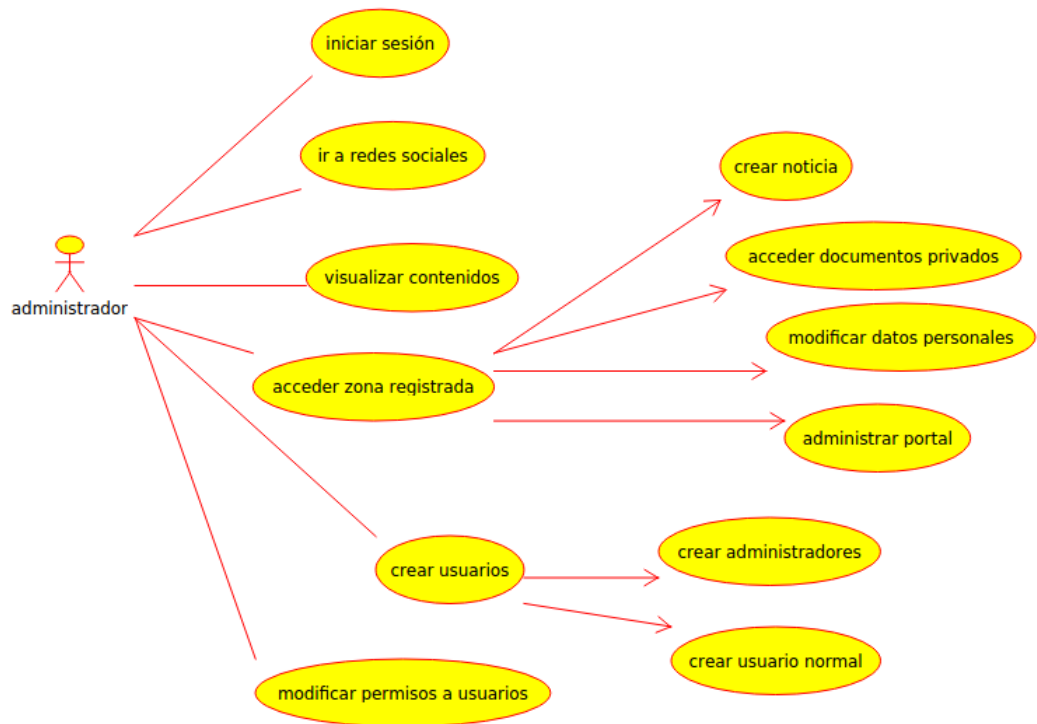 iniciar sesión
ir a redes sociales
crear noticia
acceder documentos privados
visualizar contenidos
administrador
modificar datos personales
acceder zona registrada
administrar portal
crear administradores
crear usuarios
crear usuario normal
modificar permisos a usuarios